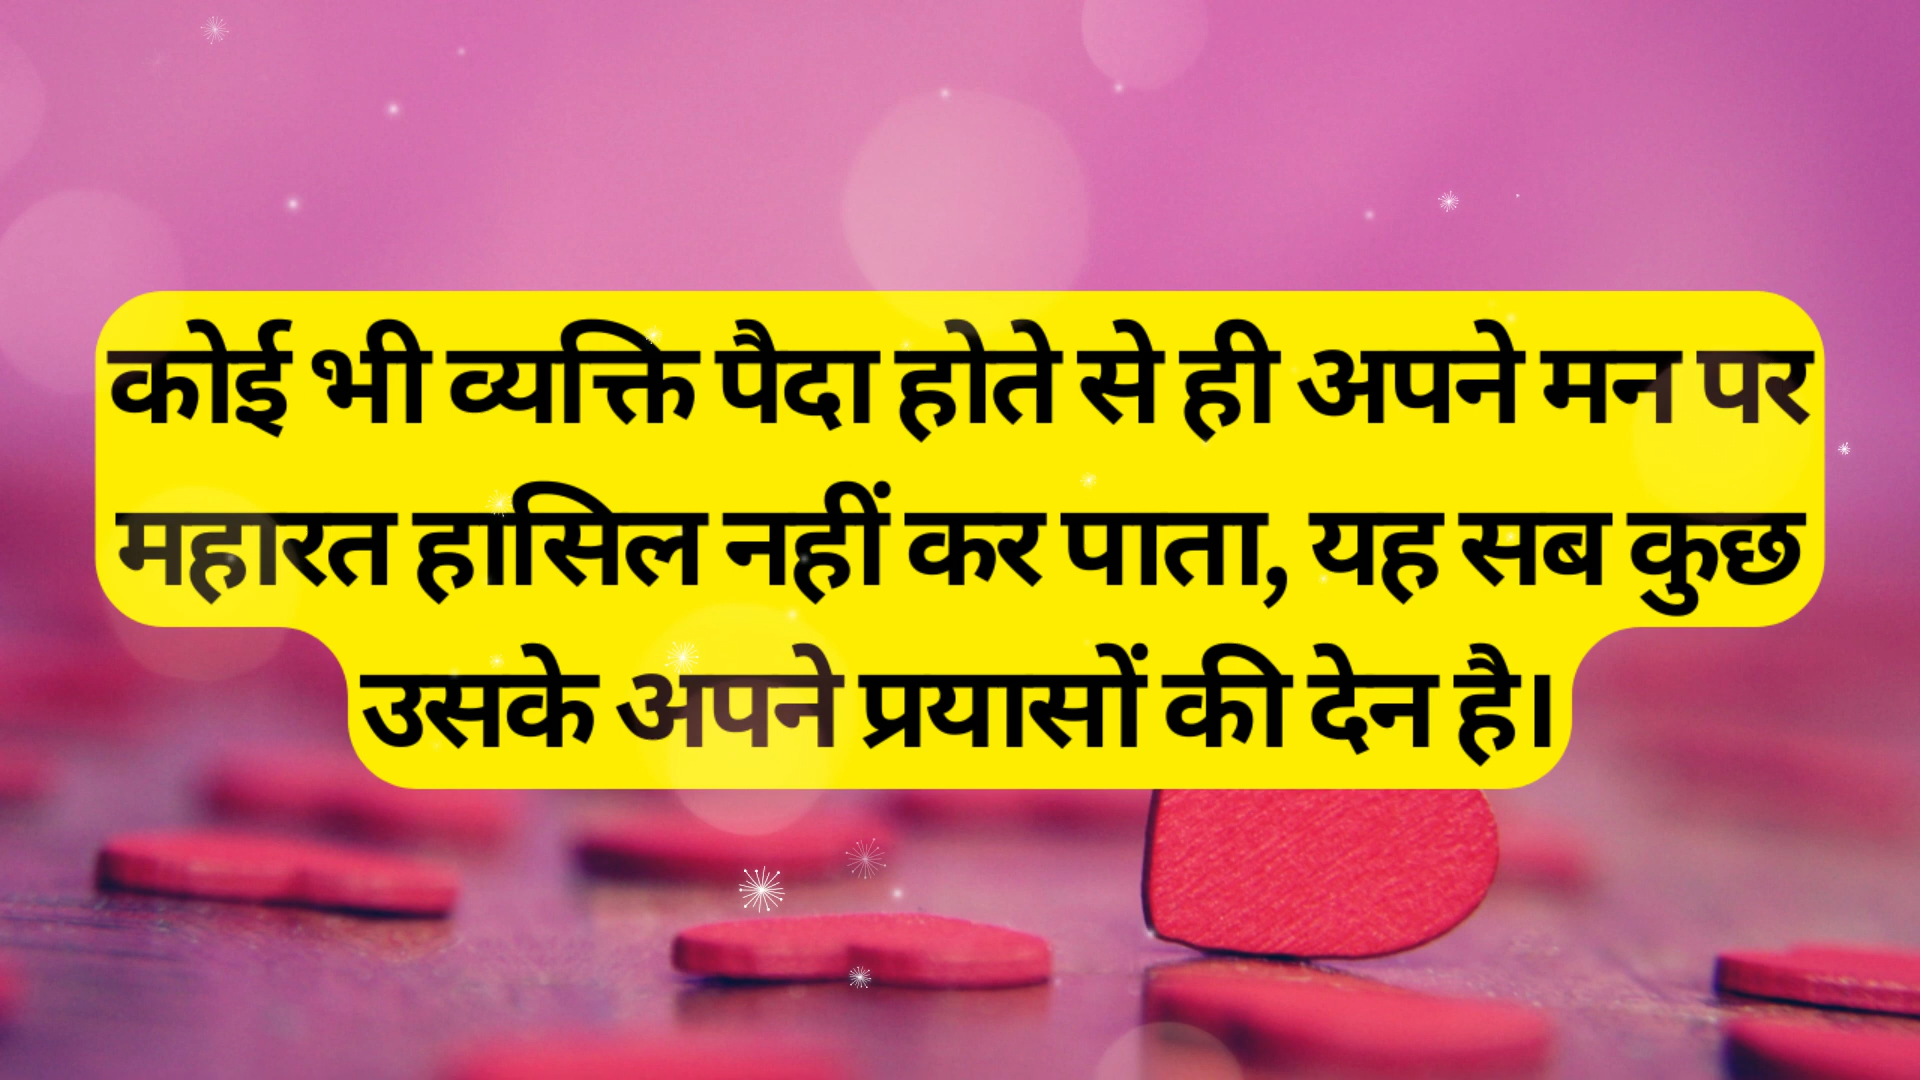 कोई भी व्यक्ति पैदा होते से ही अपने मन पर
महारत हासिल नहीं कर पाता, यह सब कुछ
उसके अपने प्रयासों की देन है।